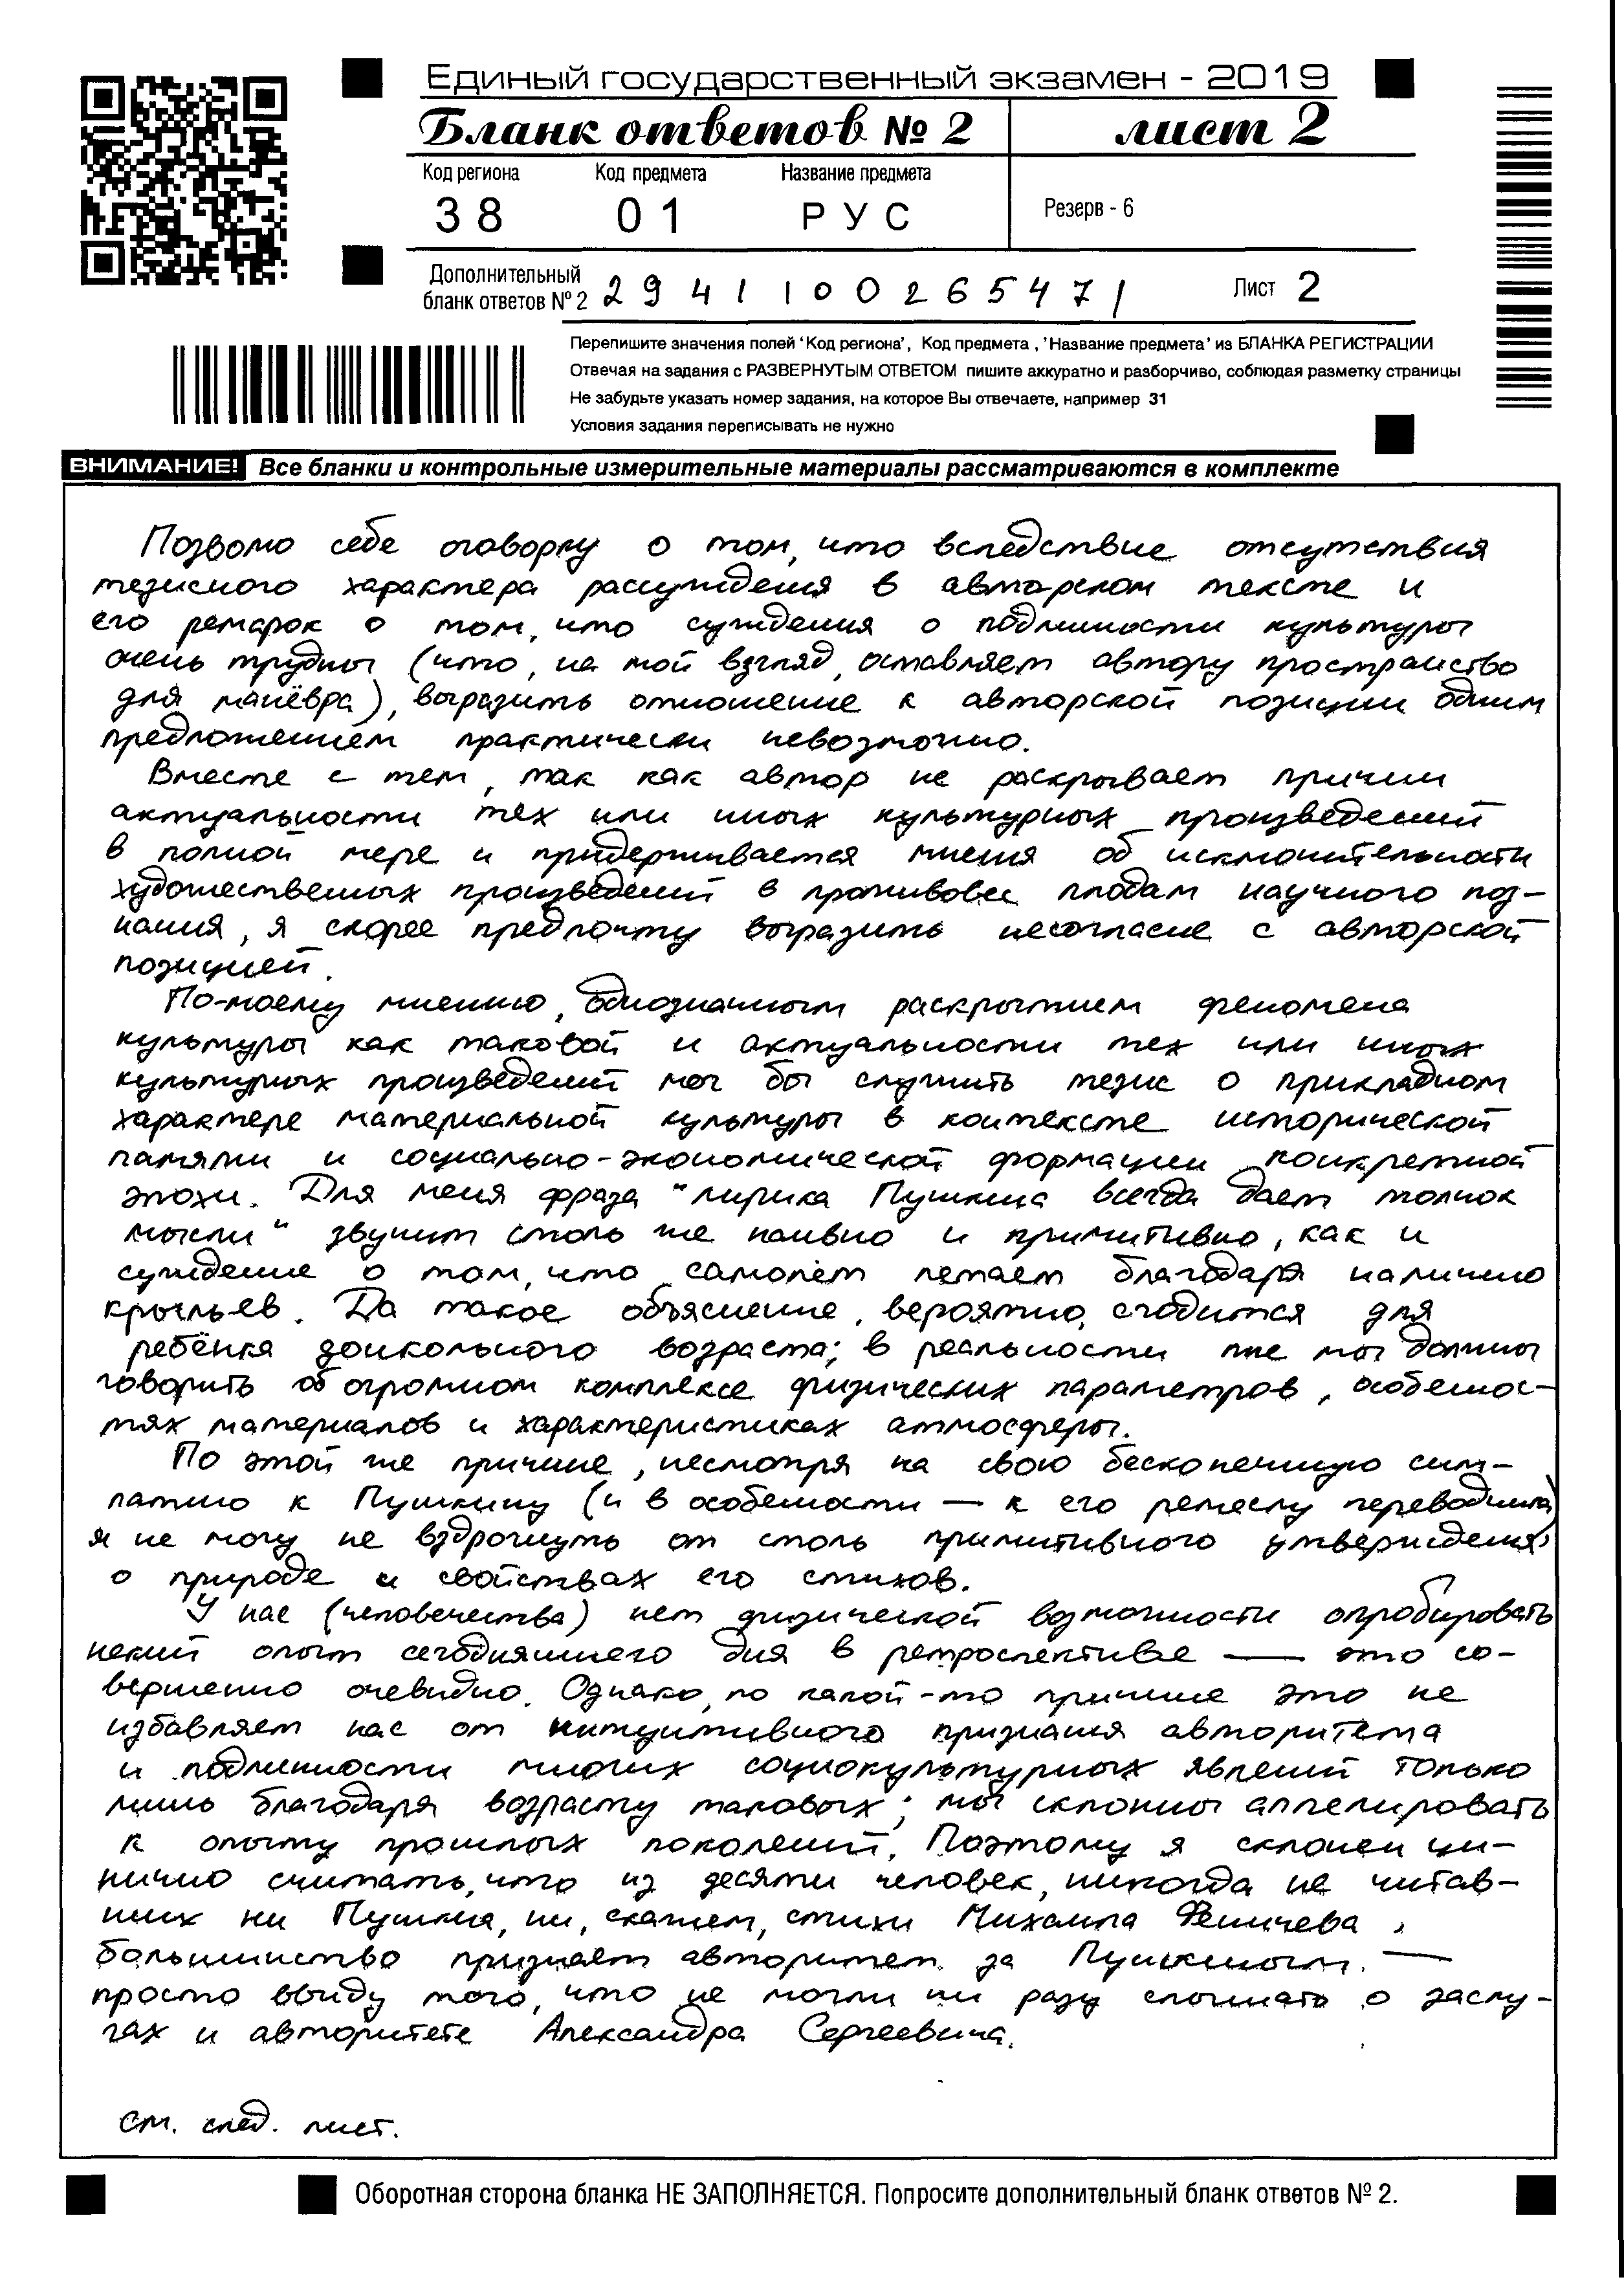 Единый государственный экзамен - 2019
Бланк ответов № 2
лист 2
Код региона
Код предмета
Название предмета
38
01
РУС
Резерв - 6
Дополнительный
бланк ответов № 2
2941100265471
Лист 2
Перепишите значения полей 'Код региона', Код предмета , 'Название предмета' из БЛАНКА РЕГИСТРАЦИИ
Отвечая на задания с РАЗВЕРНУТЫМ ОТВЕТОМ пишите аккуратно и разборчиво, соблюдая разметку страницы
Не забудьте указать номер задания, на которое Вы отвечаете, например 31
Условия задания переписывать не нужно
ВНИМАНИЕ! Все бланки и контрольные измерительные материалы рассматриваются в комплекте
Позволю себе оговорку о том, что вследствие отсутствия
тезисного характера рассуждения в авторском тексте и
его ремарок о том, что суждения о подлинности культуры
очень трудны (что, на мой взгляд, оставляет автору пространство
для манёвра), выразить отношение к авторской позиции одним
предложением практически невозможно.
Вместе с тем, так как автор не раскрывает причин
актуальности тех или иных культурных произведений
в полной мере и придерживается мнения об исключительности
художественных произведений в противовес плодам научного поз-
нания, я скорее предпочту выразить несогласие с авторской
позицией.
По-моему мнению, однозначным раскрытием феномена
культуры как таковой и актуальности тех или иных
культурных произведений мог бы служить тезис о прикладном
характере материальной культуры в контексте исторической
памяти и социально-экономической формации конкретной
эпохи. Для меня фраза "лирика Пушкина всегда дает толчок
мысли" звучит столь же наивно и примитивно, как и
суждение о том, что самолёт летает благодаря наличию
крыльев. Да такое объяснение, вероятно, сгодится для
ребёнка дошкольного возраста; в реальности же мы должны
говорить об огромном комплексе физических параметров, особеннос-
тях материалов и характеристиках атмосферы.
По этой же причине, несмотря на свою бесконечную сим-
патию к Пушкину (и в особенности — к его ремеслу переводчика)
я не могу не вздрогнуть от столь примитивного утверждения
о природе и свойствах его стихов.
У нас (человечества) нет физической возможности опробировать
некий опыт сегодняшнего дня в ретроспективе — это со-
вершенно очевидно. Однако, по какой-то причине это не
избавляет нас от интуитивного признания авторитета
и подлинности многих социокультурных явлений только
лишь благодаря возрасту таковых; мы склонны аппелировать
к опыту прошлых поколений. Поэтому я склонен ци-
нично считать, что из десяти человек, никогда не читав-
ших ни Пушкина, ни, скажем, стихи Михаила Феничева,
большинство признает авторитет за Пушкиным —
просто ввиду того, что не могли ни разу слышать о заслу-
гах и авторитете Александра Сергеевича.
См. след. лист.
Оборотная сторона бланка НЕ ЗАПОЛНЯЕТСЯ. Попросите дополнительный бланк ответов № 2.